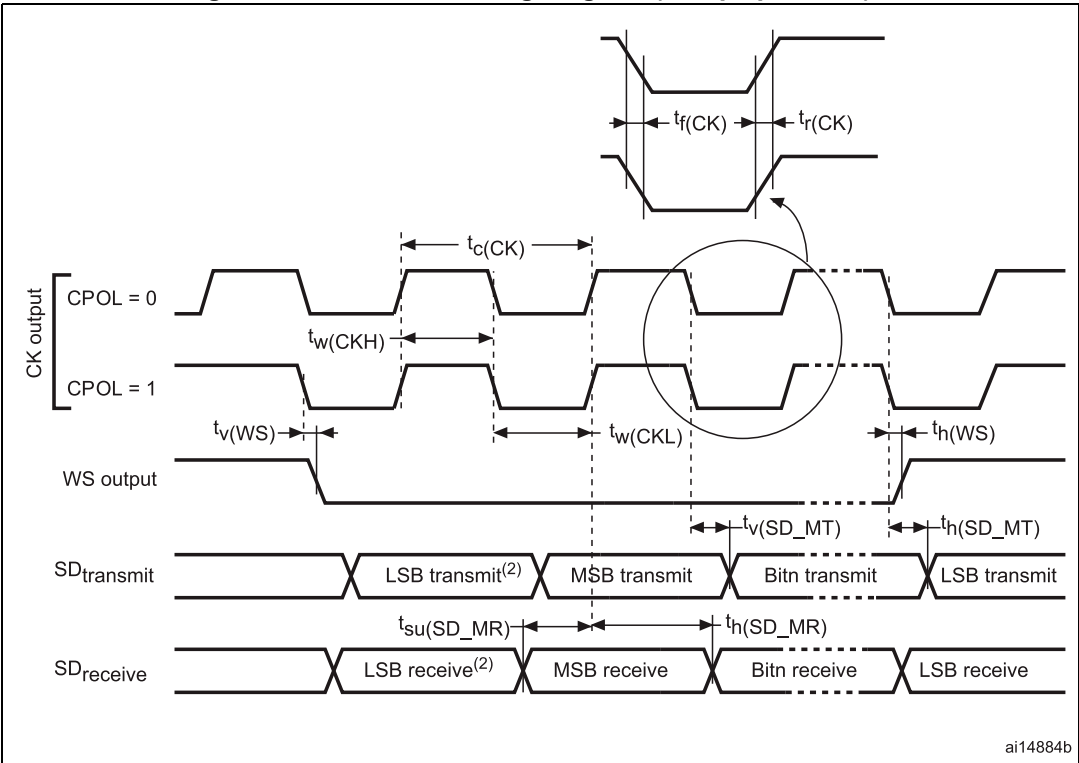 tf(CK)
tr(CK)
tc(CK)
CK output
CPOL = 0
tw(CKH)
CPOL = 1
tv(WS)
tw(CKL)
th(WS)
WS output
tv(SD_MT)
th(SD_MT)
SDtransmit
LSB transmit(2)
MSB transmit
Bitn transmit
LSB transmit
tsu(SD_MR)
th(SD_MR)
SDreceive
LSB receive(2)
MSB receive
Bitn receive
LSB receive
ai14884b